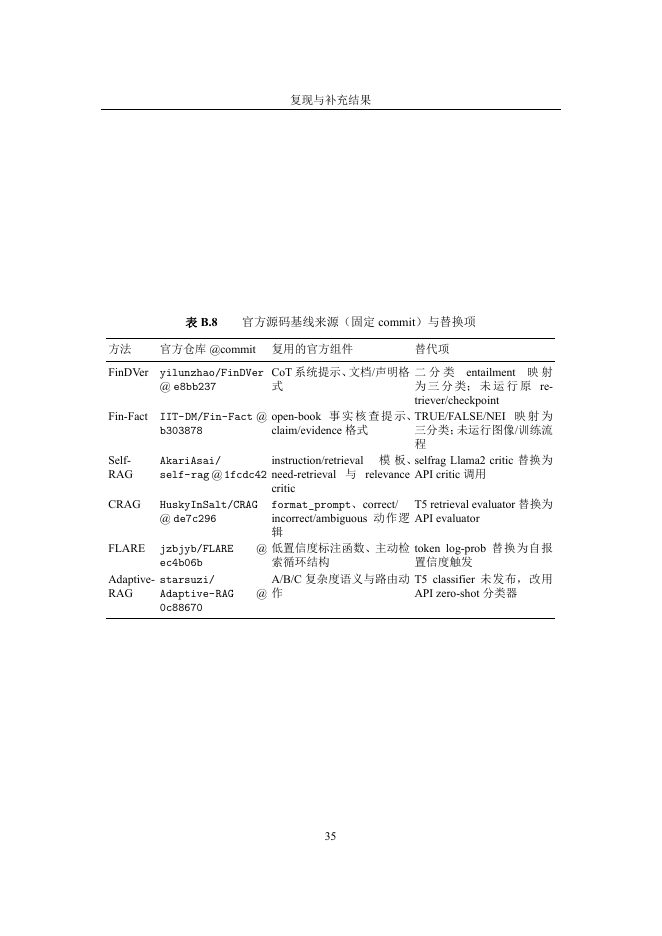 复现与补充结果
表 B.8 官方源码基线来源（固定 commit）与替换项
方法 官方仓库 @commit 复用的官方组件 替代项
FinDVer yilunzhao/FinDVer CoT 系统提示、文档/声明格 二分类 entailment 映射
@ e8bb237 式 为三分类；未运行原 re-
triever/checkpoint
Fin-Fact IIT-DM/Fin-Fact @ open-book 事实核查提示、 TRUE/FALSE/NEI 映射为
b303878 claim/evidence 格式 三分类；未运行图像/训练流
程
Self- AkariAsai/ instruction/retrieval 模板、 selfrag Llama2 critic 替换为
RAG self-rag @ 1fcdc42 need-retrieval 与 relevance API critic 调用
critic
CRAG HuskyInSalt/CRAG format_prompt、correct/ T5 retrieval evaluator 替换为
@ de7c296 incorrect/ambiguous 动作逻 API evaluator
辑
FLARE jzbjyb/FLARE @ 低置信度标注函数、主动检 token log-prob 替换为自报
ec4b06b 索循环结构 置信度触发
Adaptive- starsuzi/ A/B/C 复杂度语义与路由动 T5 classifier 未发布，改用
RAG Adaptive-RAG @ 作 API zero-shot 分类器
0c88670
35